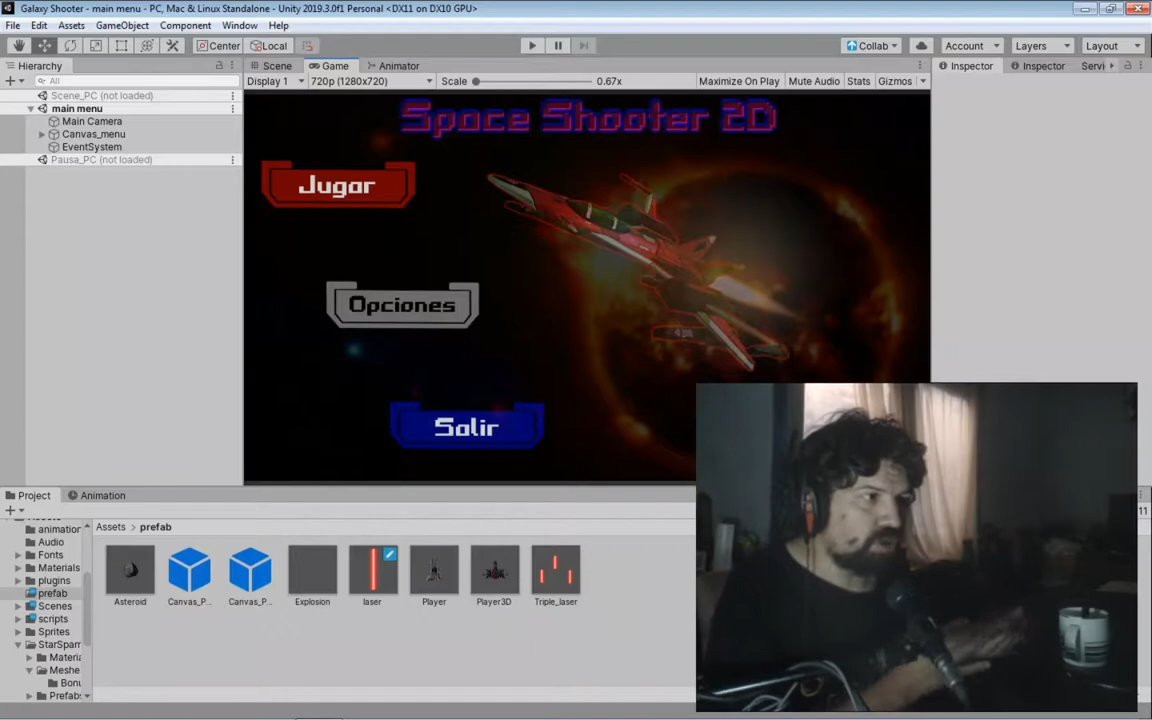 Galaxy Shooter - main menu - PC, Mac & Linux Standalone - Unity 2019.3.0f1 Personal <DX11 on DX10 GPU>
File Edit Assets GameObject Component Window Help
Center Local Collab Account Layers Layout
Hierarchy Scene Game Animator Inspector Inspector Servi
All Display 1 720p (1280x720) Scale 0.67x Maximize On Play Mute Audio Stats Gizmos
Scene_PC (not loaded)
main menu
Main Camera
Canvas_menu
EventSystem
Pausa_PC (not loaded)
Space Shooter 2D
Jugar
Opciones
Salir
Project Animation
11
Assets > prefab
animation
Audio
Fonts
Materials
plugins
prefab
Scenes
scripts
Sprites
StarSparr
Materia
Meshe
Bonu
Prefab
Asteroid Canvas_P... Canvas_P... Explosion laser Player Player3D Triple_laser